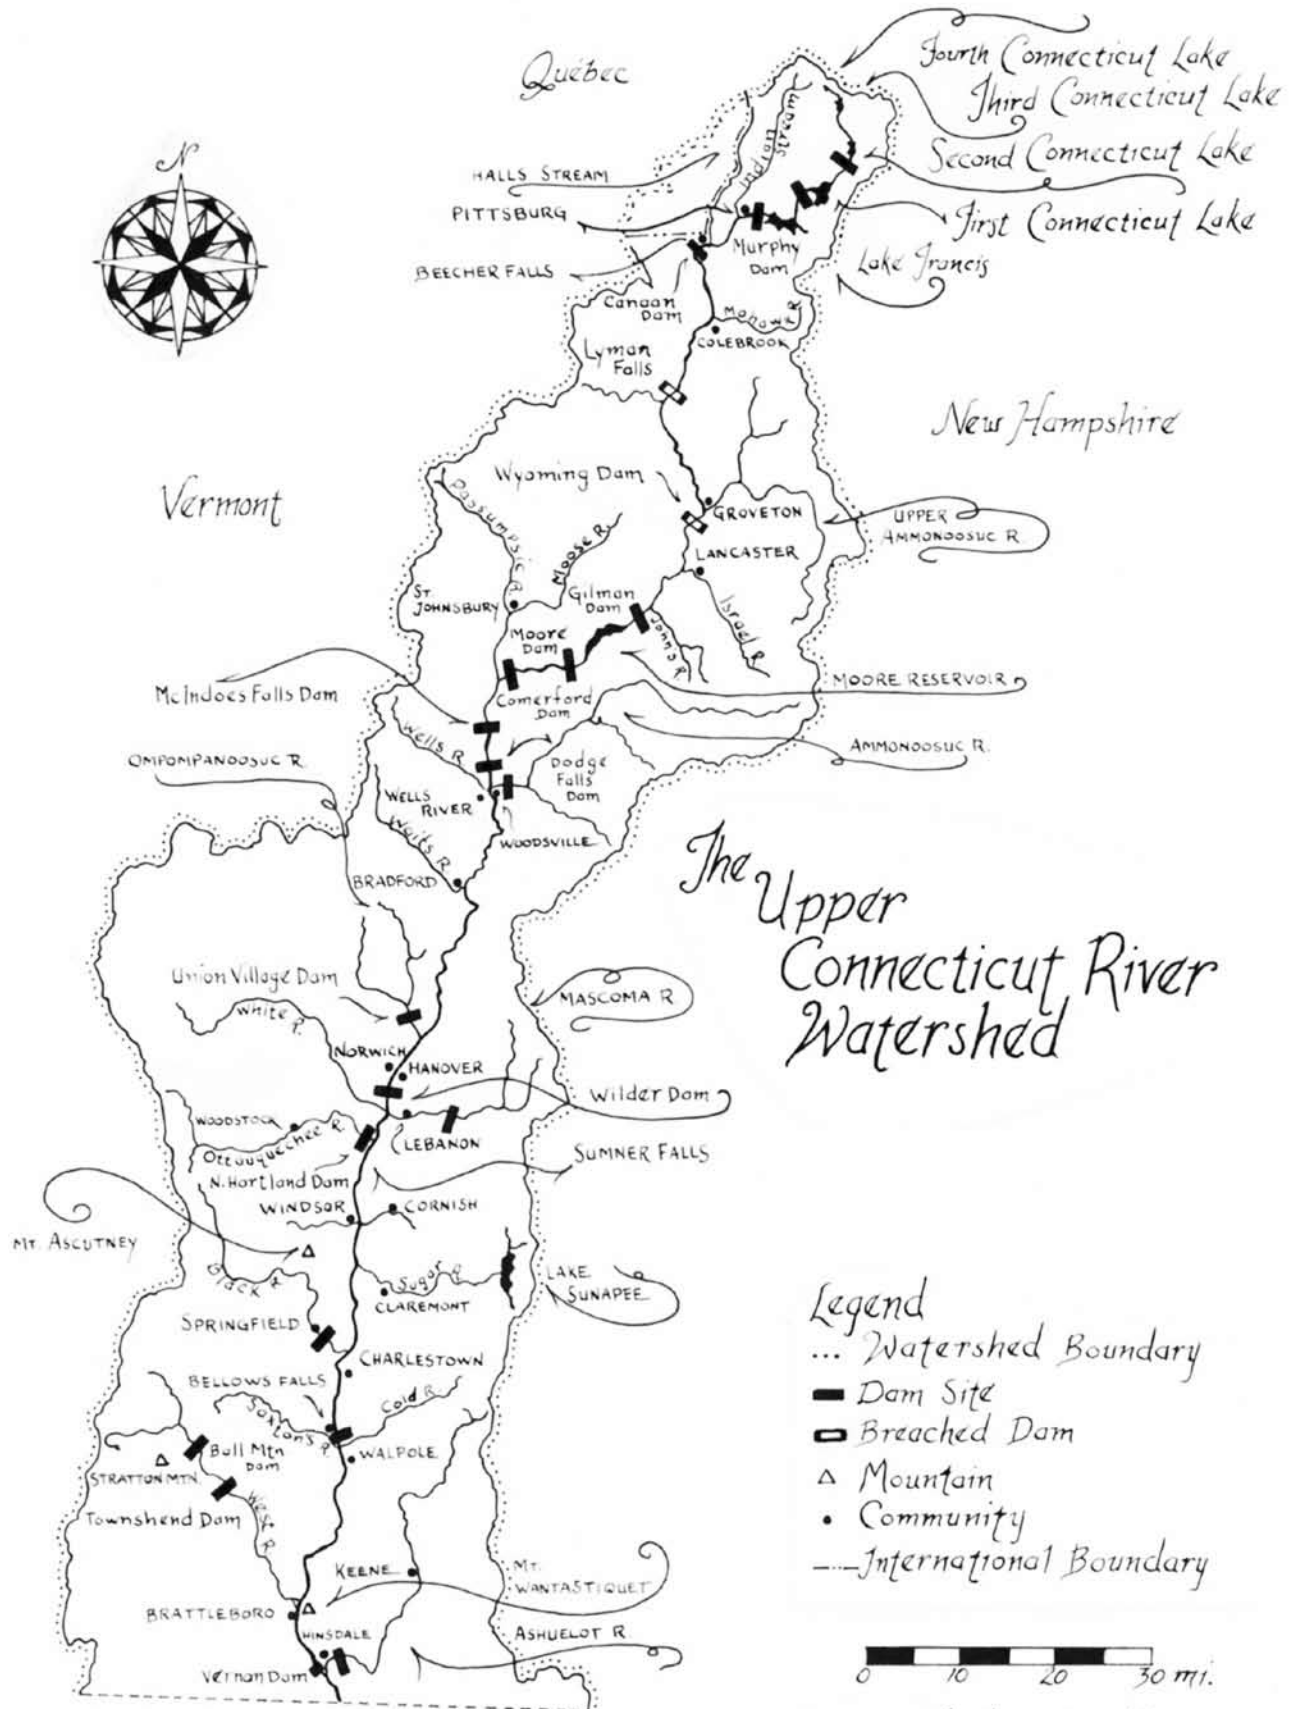 Québec
Fourth Connecticut Lake
Third Connecticut Lake
N
Indian
Stream
Second Connecticut Lake
HALLS STREAM
PITTSBURG
First Connecticut Lake
Murphy
Dam
Lake Francis
BEECHER FALLS
Canaan
Dam
Mohawk R.
COLEBROOK
Lyman
Falls
New Hampshire
Vermont
Wyoming Dam
Passumpsic R.
Moose R.
GROVETON
UPPER
AMMONOOSUC R.
LANCASTER
ST.
JOHNSBURY
Gilman
Dam
Israel R.
John's R.
Moore
Dam
MOORE RESERVOIR
McIndoes Falls Dam
Comerford
Dam
Wells R.
AMMONOOSUC R.
OMPOMPANOOSUC R.
Dodge
Falls
Dam
WELLS
RIVER
WOODSVILLE
Waits R.
BRADFORD
The
Upper
Connecticut River
Watershed
Union Village Dam
White R.
MASCOMA R.
NORWICH
HANOVER
Wilder Dam
WOODSTOCK
Ottauquechee R.
LEBANON
SUMNER FALLS
N. Hartland Dam
WINDSOR
CORNISH
MT. ASCUTNEY
Black R.
Sugar R.
LAKE
SUNAPEE
CLAREMONT
SPRINGFIELD
CHARLESTOWN
BELLOWS FALLS
Saxton's R.
Cold R.
Ball Mtn
Dam
WALPOLE
STRATTON MTN.
Townshend Dam
West R.
KEENE
MT.
WANTASTIQUET
BRATTLEBORO
HINSDALE
ASHUELOT R.
Vernon Dam
Legend
Watershed Boundary
Dam Site
Breached Dam
Mountain
Community
International Boundary
0 10 20 30 mi.